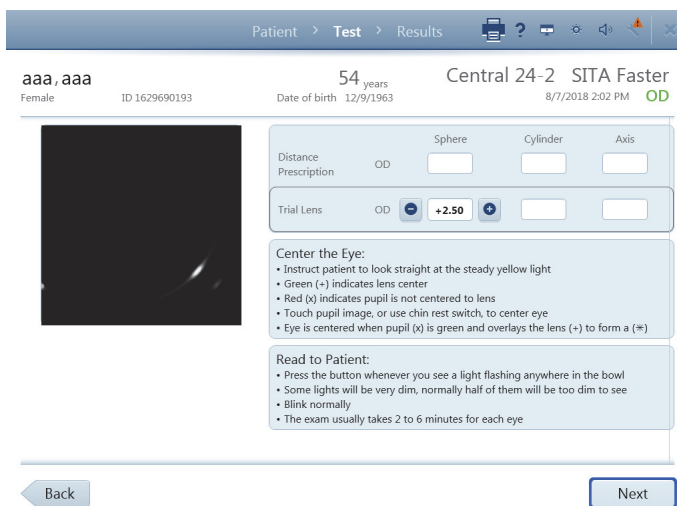 Patient > Test > Results ?
aaa, aaa 54 years Central 24-2 SITA Faster
Female ID 1629690193 Date of birth 12/9/1963 8/7/2018 2:02 PM OD
Sphere Cylinder Axis
Distance
Prescription OD
Trial Lens OD - +2.50 +
Center the Eye:
• Instruct patient to look straight at the steady yellow light
• Green (+) indicates lens center
• Red (x) indicates pupil is not centered to lens
• Touch pupil image, or use chin rest switch, to center eye
• Eye is centered when pupil (x) is green and overlays the lens (+) to form a (✳)
Read to Patient:
• Press the button whenever you see a light flashing anywhere in the bowl
• Some lights will be very dim, normally half of them will be too dim to see
• Blink normally
• The exam usually takes 2 to 6 minutes for each eye
Back Next